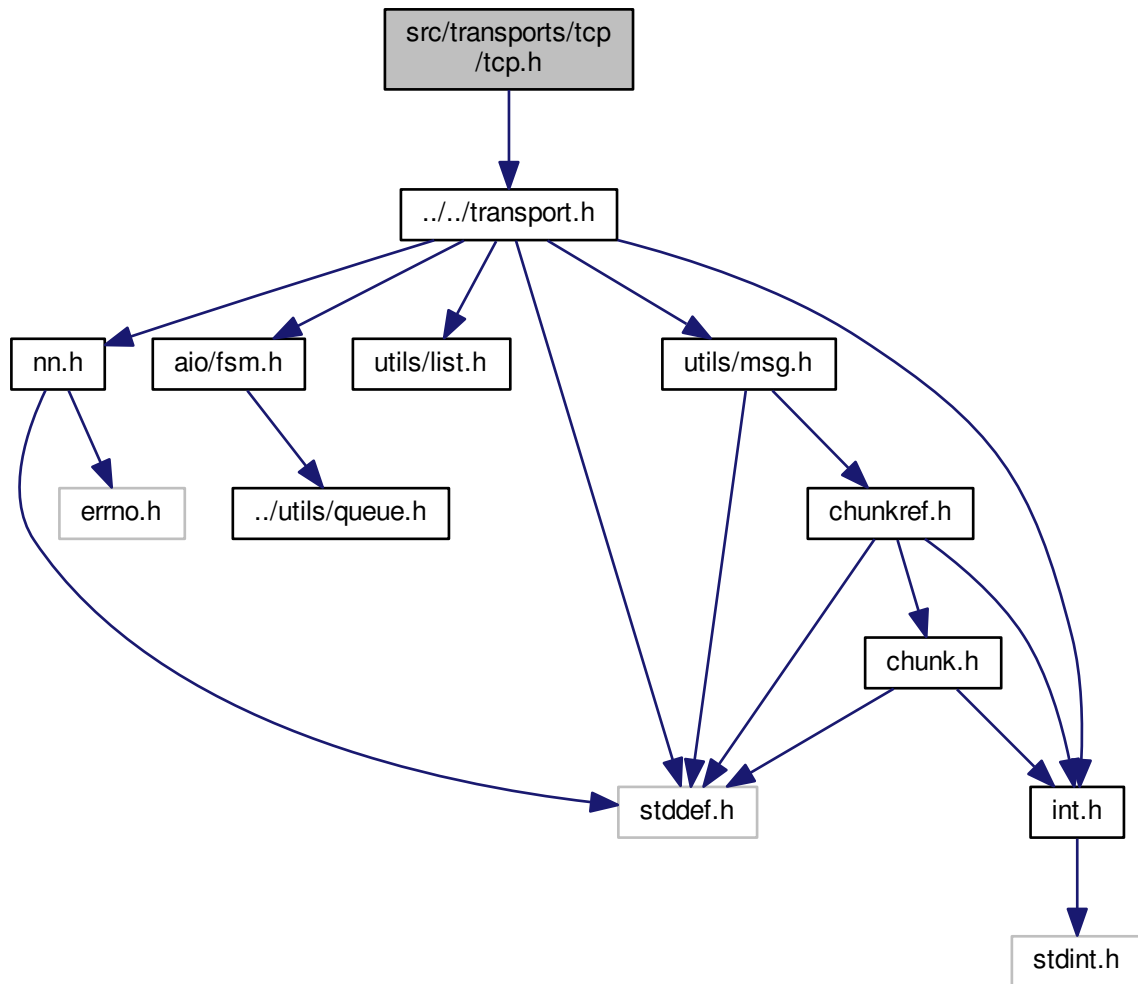 src/transports/tcp
/tcp.h
../../transport.h
nn.h
aio/fsm.h
utils/list.h
utils/msg.h
errno.h
../utils/queue.h
chunkref.h
chunk.h
stddef.h
int.h
stdint.h